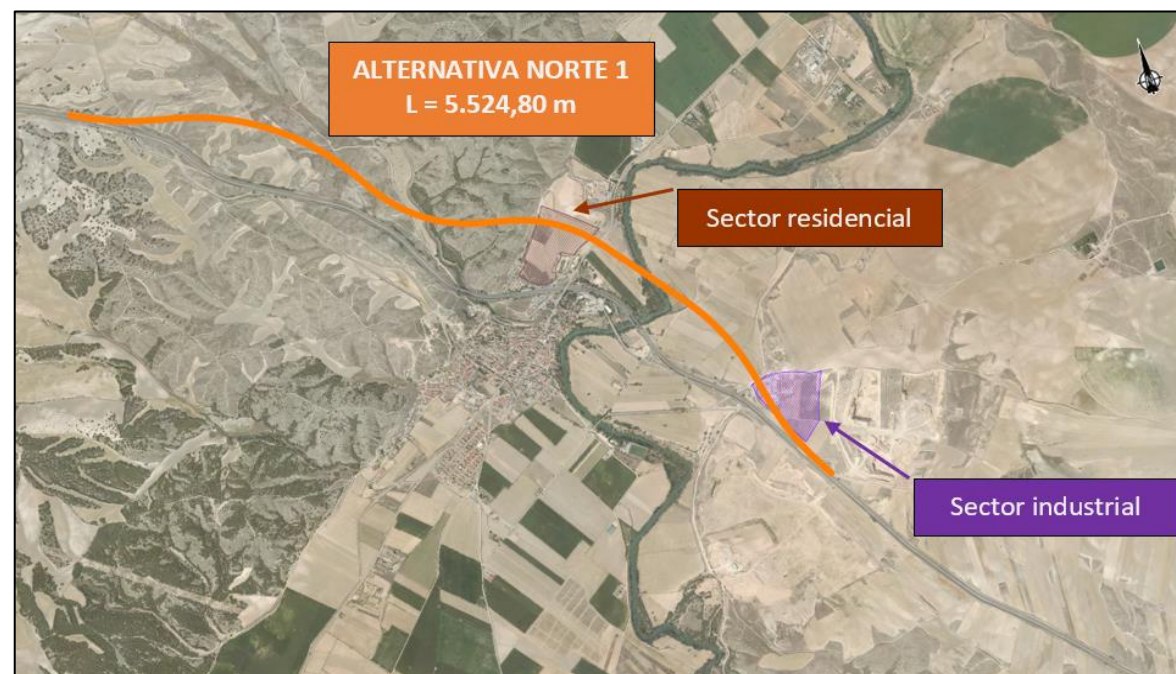 ALTERNATIVA NORTE 1
L = 5.524,80 m
Sector residencial
Sector industrial